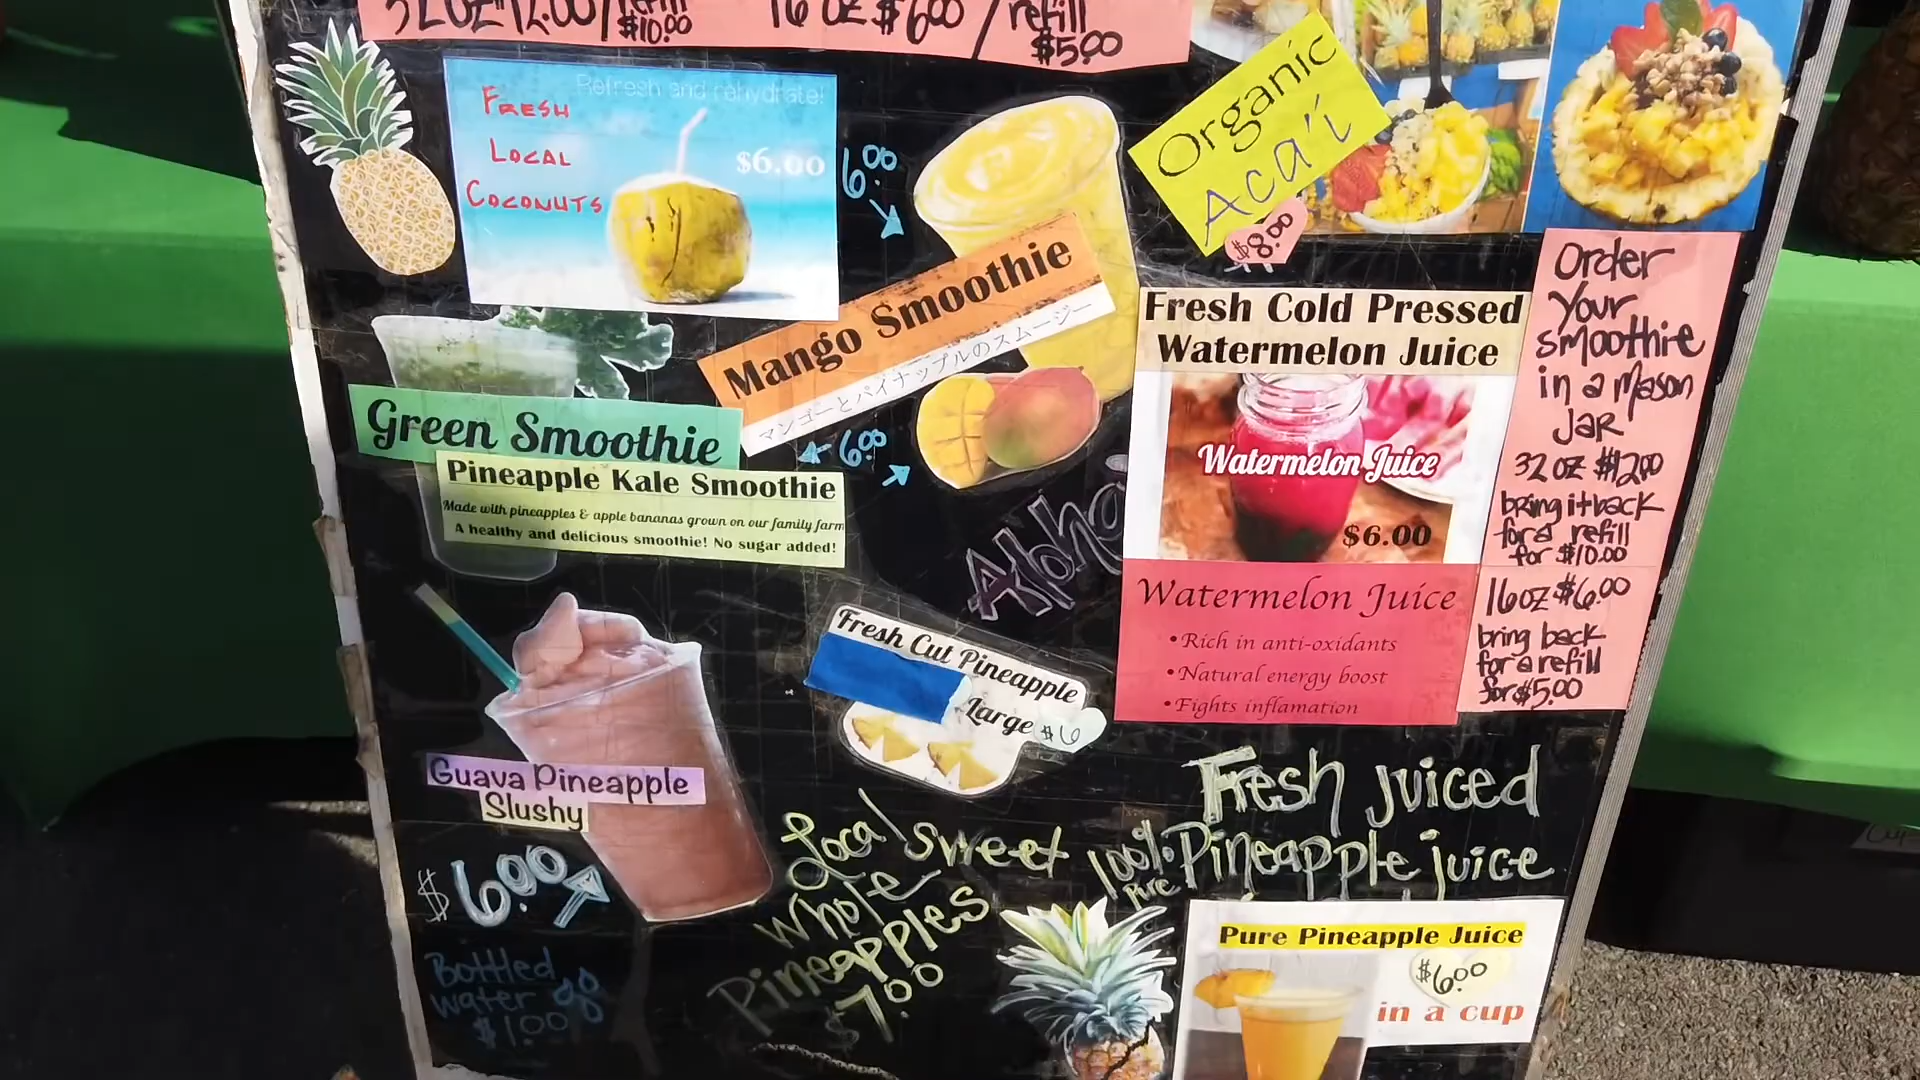 32 OZ $12.00/refill $10.00
16 OZ $6.00 / refill $5.00
Refresh and rehydrate!
FRESH
LOCAL
COCONUTS
$6.00
6.00
Organic
Aca'i
$8.00
Mango Smoothie
マンゴーとパイナップルのスムージー
6.00
Green Smoothie
Pineapple Kale Smoothie
Made with pineapples & apple bananas grown on our family farm
A healthy and delicious smoothie! No sugar added!
Aloha
Fresh Cold Pressed
Watermelon Juice
Watermelon Juice
$6.00
Watermelon Juice
• Rich in anti-oxidants
• Natural energy boost
• Fights inflamation
Order
Your
smoothie
in a mason
JAR
32 OZ $12.00
bring it back
for a refill
for $10.00
16 OZ $6.00
bring back
for a refill
for $5.00
Fresh Cut Pineapple
Large $6
Guava Pineapple
Slushy
$6.00
Bottled
water
$1.00
Local sweet
whole
Pineapples
$7.00
Fresh juiced
100% Pineapple juice
Pure
Pure Pineapple Juice
$6.00
in a cup